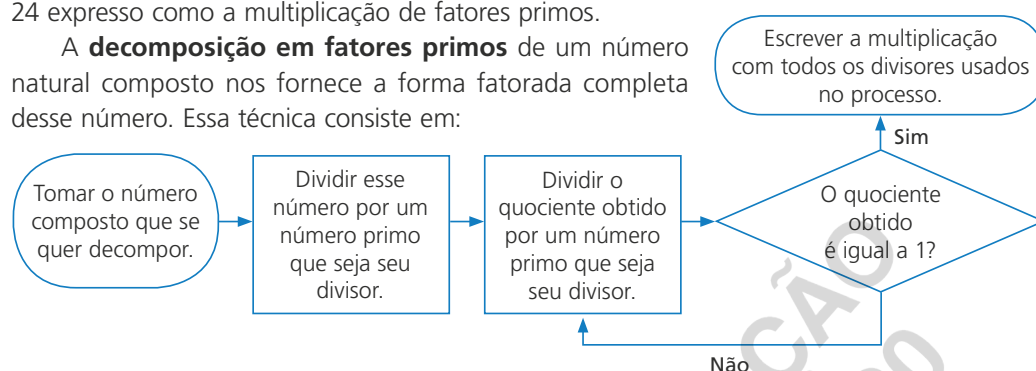 24 expresso como a multiplicação de fatores primos.
A decomposição em fatores primos de um número
natural composto nos fornece a forma fatorada completa
desse número. Essa técnica consiste em:
Tomar o número
composto que se
quer decompor.
Dividir esse
número por um
número primo
que seja seu
divisor.
Dividir o
quociente obtido
por um número
primo que seja
seu divisor.
O quociente
obtido
é igual a 1?
Não
Sim
Escrever a multiplicação
com todos os divisores usados
no processo.